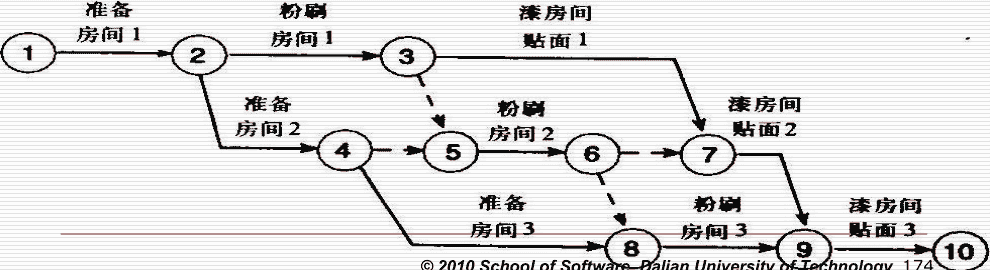 准备
房间1
粉刷
房间1
漆房间
贴面1
1
2
3
准备
房间2
粉刷
房间2
漆房间
贴面2
4
5
6
7
准备
房间3
粉刷
房间3
漆房间
贴面3
8
9
10
© 2010 School of Software, Dalian University of Technology 174